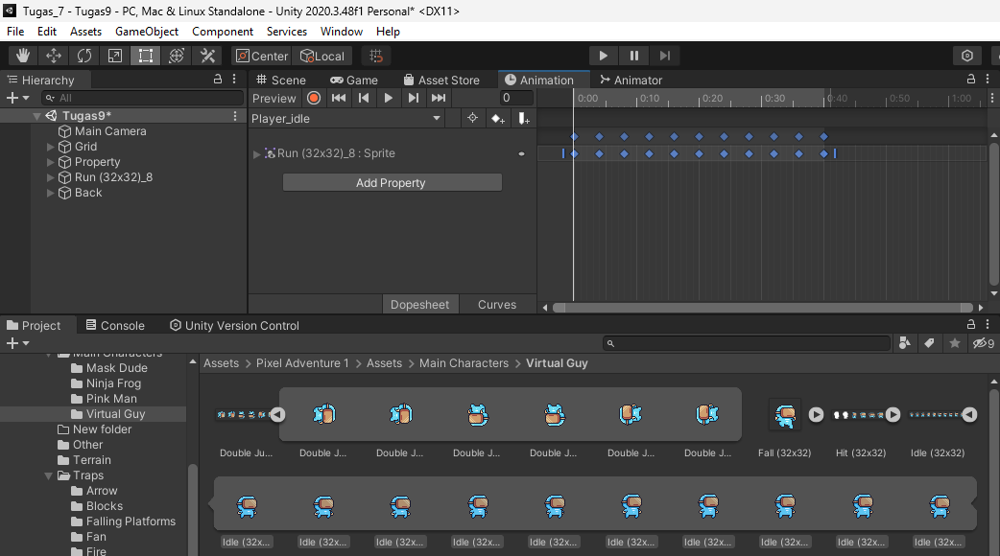 Tugas_7 - Tugas9 - PC, Mac & Linux Standalone - Unity 2020.3.48f1 Personal* <DX11>
File Edit Assets GameObject Component Services Window Help
Center Local
Hierarchy
All
Tugas9*
Main Camera
Grid
Property
Run (32x32)_8
Back
Scene Game Asset Store Animation Animator
Preview 0
0:00 0:10 0:20 0:30 0:40 0:50 1:00
Player_idle
Run (32x32)_8 : Sprite
Add Property
Dopesheet Curves
Project Console Unity Version Control
9
Main Characters
Mask Dude
Ninja Frog
Pink Man
Virtual Guy
New folder
Other
Terrain
Traps
Arrow
Blocks
Falling Platforms
Fan
Fire
Assets > Pixel Adventure 1 > Assets > Main Characters > Virtual Guy
Double Ju... Double J... Double J... Double J... Double J... Double J... Double J... Fall (32x32) Hit (32x32) Idle (32x32)
Idle (32x... Idle (32x... Idle (32x... Idle (32x... Idle (32x... Idle (32x... Idle (32x... Idle (32x... Idle (32x... Idle (32x...